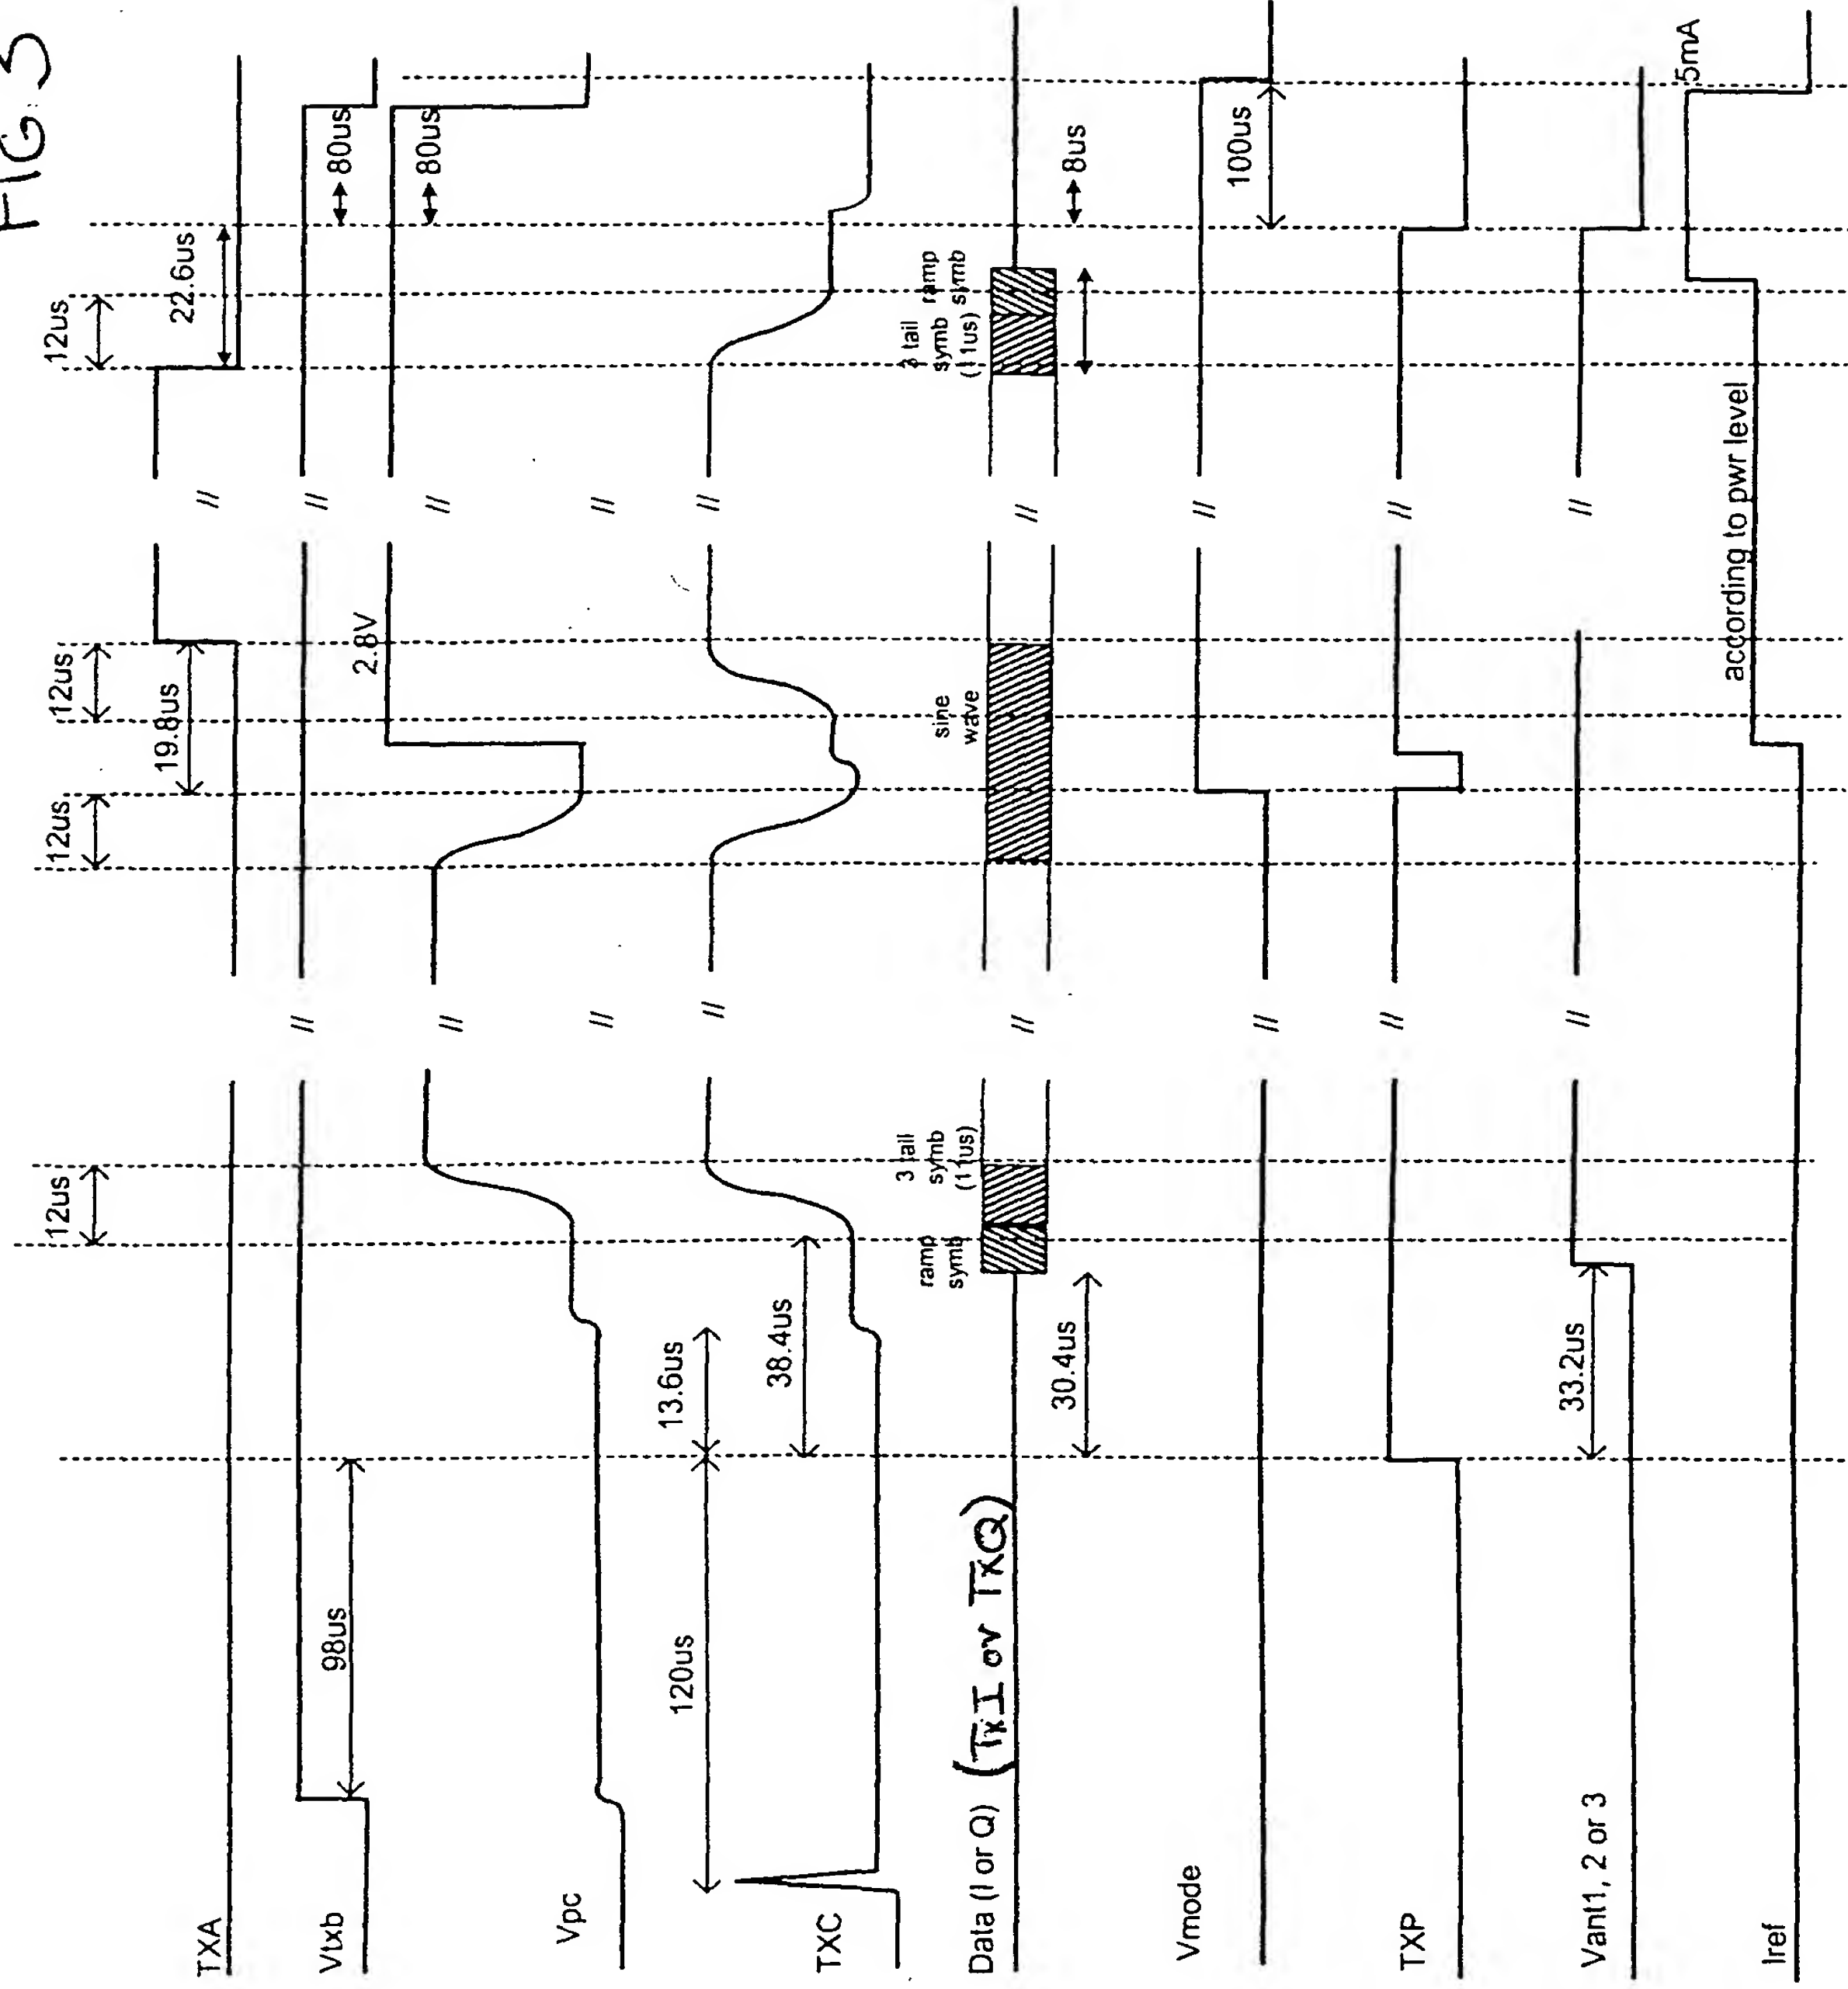 FIG. 3
TXA
12us
12us
19.8us
12us
12us
22.6us
Vtxb
98us
80us
Vpc
2.8V
80us
TXC
120us
13.6us
38.4us
Data (I or Q) (TxI or TXQ)
ramp
symb
3 tail
symb
(11us)
sine
wave
3 tail
symb
(11us)
ramp
symb
30.4us
8us
Vmode
100us
TXP
Vant1, 2 or 3
33.2us
Iref
according to pwr level
5mA